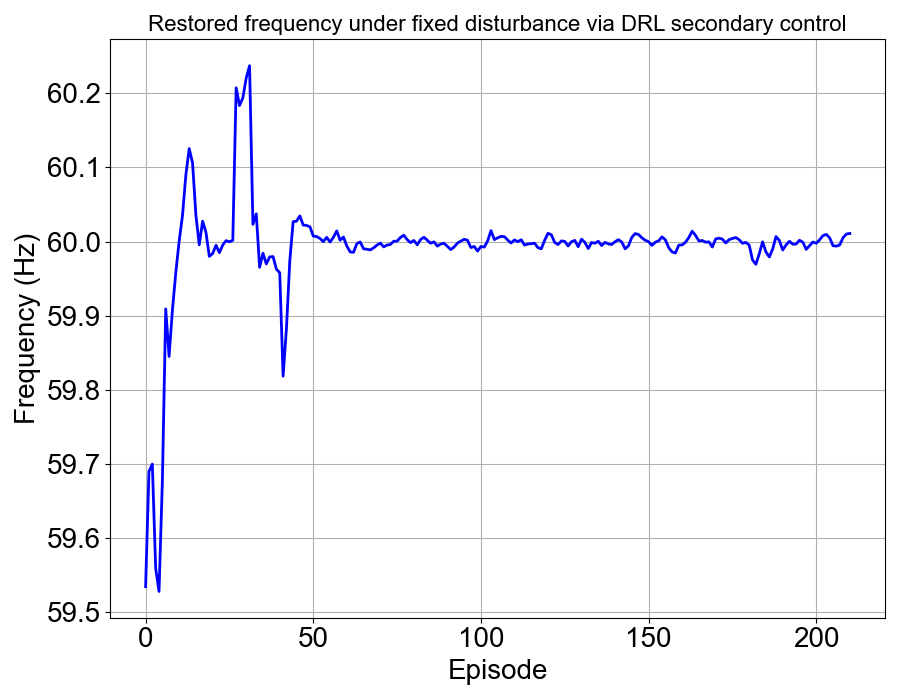 Restored frequency under fixed disturbance via DRL secondary control
60.2
60.1
60.0
59.9
59.8
59.7
59.6
59.5
Frequency (Hz)
0 50 100 150 200
Episode